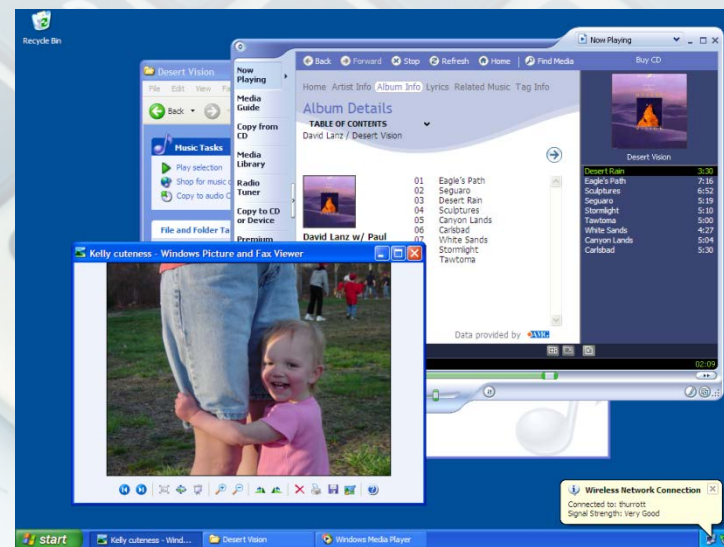 Recycle Bin
Desert Vision
File Edit View
Back
Music Tasks
Play selection
Shop for music
Copy to audio
File and Folder
Now Playing
Media Guide
Copy from CD
Media Library
Radio Tuner
Copy to CD or Device
Premium
Back Forward Stop Refresh Home Find Media
Home Artist Info Album Info Lyrics Related Music Tag Info
Album Details
TABLE OF CONTENTS
David Lanz / Desert Vision
David Lanz w/ Paul
01 Eagle's Path
02 Seguaro
03 Desert Rain
04 Sculptures
05 Canyon Lands
06 Carlsbad
07 White Sands
Stormlight
Tawtoma
Data provided by AMG
Now Playing
Buy CD
Desert Vision
Desert Rain 3:30
Eagle's Path 7:16
Sculptures 6:52
Seguaro 5:19
Stormlight 5:10
Tawtoma 5:00
White Sands 4:27
Canyon Lands 5:04
Carlsbad 5:30
02:09
Kelly cuteness - Windows Picture and Fax Viewer
Wireless Network Connection
Connected to: thurrott
Signal Strength: Very Good
start
Kelly cuteness - Wind...
Desert Vision
Windows Media Player